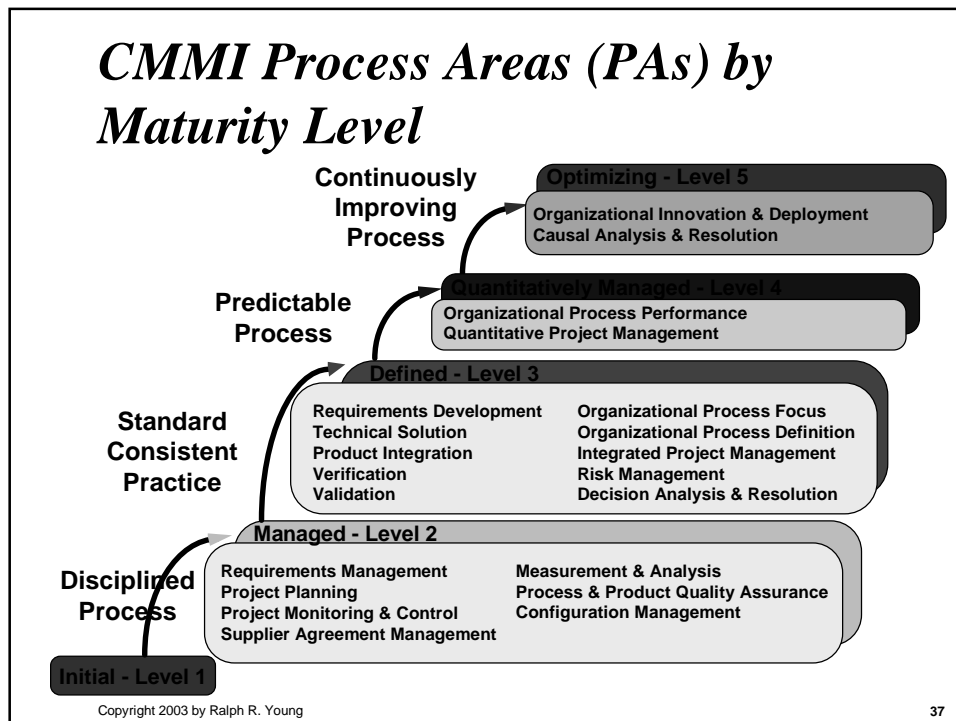 CMMI Process Areas (PAs) by
Maturity Level
Continuously
Improving
Process
Optimizing - Level 5
Organizational Innovation & Deployment
Causal Analysis & Resolution
Predictable
Process
Quantitatively Managed - Level 4
Organizational Process Performance
Quantitative Project Management
Standard
Consistent
Practice
Defined - Level 3
Requirements Development
Technical Solution
Product Integration
Verification
Validation
Organizational Process Focus
Organizational Process Definition
Integrated Project Management
Risk Management
Decision Analysis & Resolution
Disciplined
Process
Managed - Level 2
Requirements Management
Project Planning
Project Monitoring & Control
Supplier Agreement Management
Measurement & Analysis
Process & Product Quality Assurance
Configuration Management
Initial - Level 1
Copyright 2003 by Ralph R. Young
37